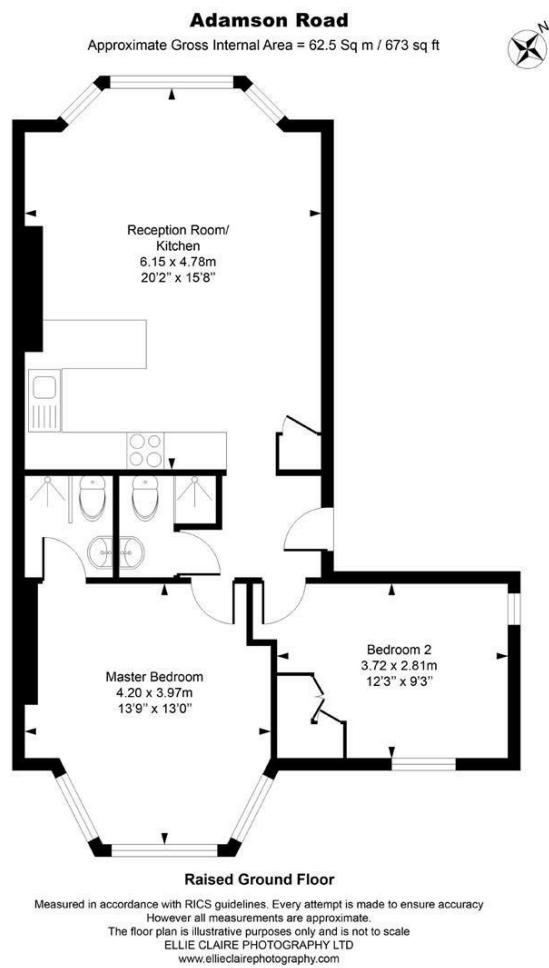 Adamson Road
Approximate Gross Internal Area = 62.5 Sq m / 673 sq ft
N
Reception Room/
Kitchen
6.15 x 4.78m
20'2" x 15'8"
Master Bedroom
4.20 x 3.97m
13'9" x 13'0"
Bedroom 2
3.72 x 2.81m
12'3" x 9'3"
Raised Ground Floor
Measured in accordance with RICS guidelines. Every attempt is made to ensure accuracy
However all measurements are approximate.
The floor plan is illustrative purposes only and is not to scale
ELLIE CLAIRE PHOTOGRAPHY LTD
www.ellieclairephotography.com